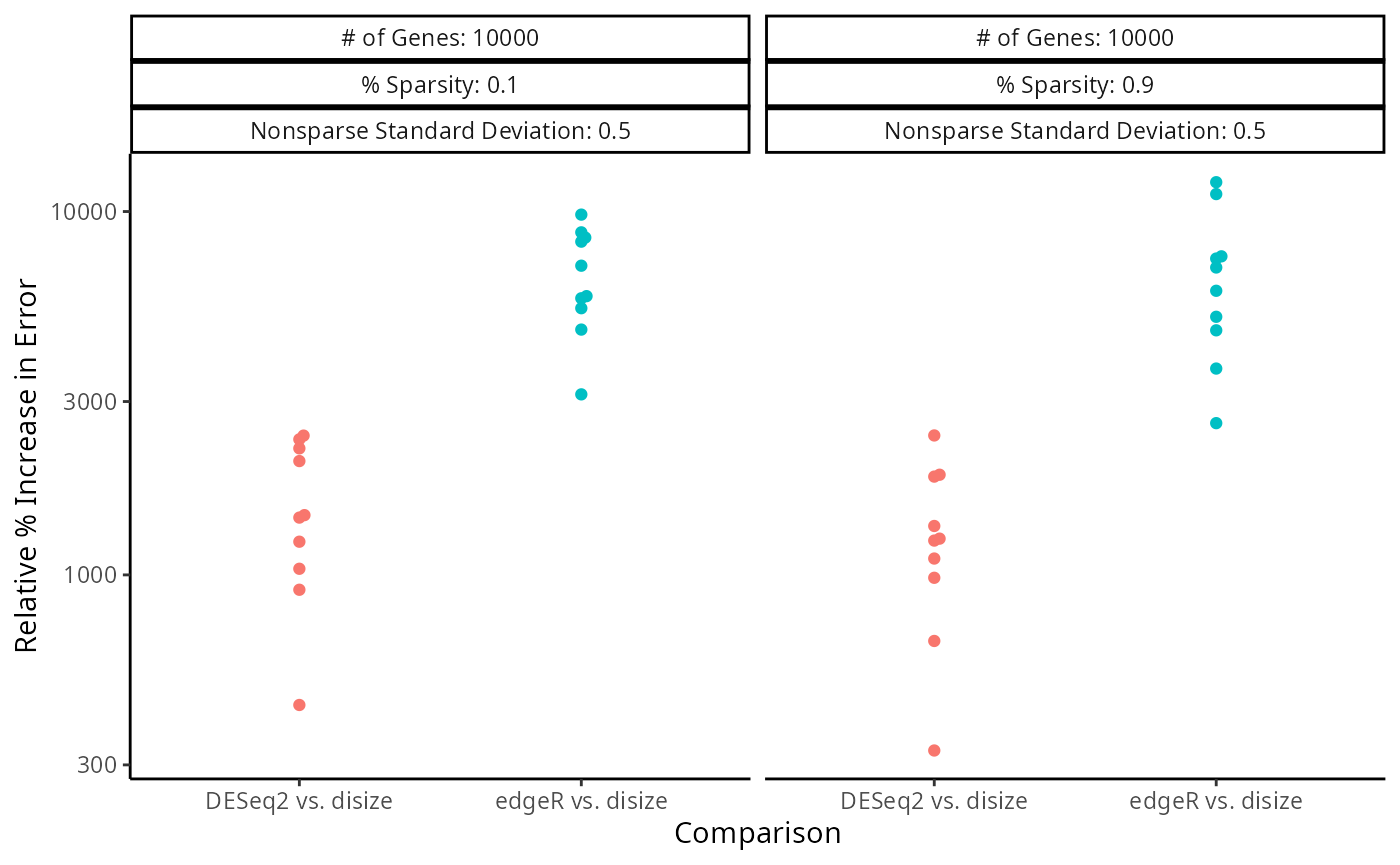 # of Genes: 10000
% Sparsity: 0.1
Nonsparse Standard Deviation: 0.5
# of Genes: 10000
% Sparsity: 0.9
Nonsparse Standard Deviation: 0.5
Relative % Increase in Error
10000
3000
1000
300
DESeq2 vs. disize
edgeR vs. disize
DESeq2 vs. disize
edgeR vs. disize
Comparison